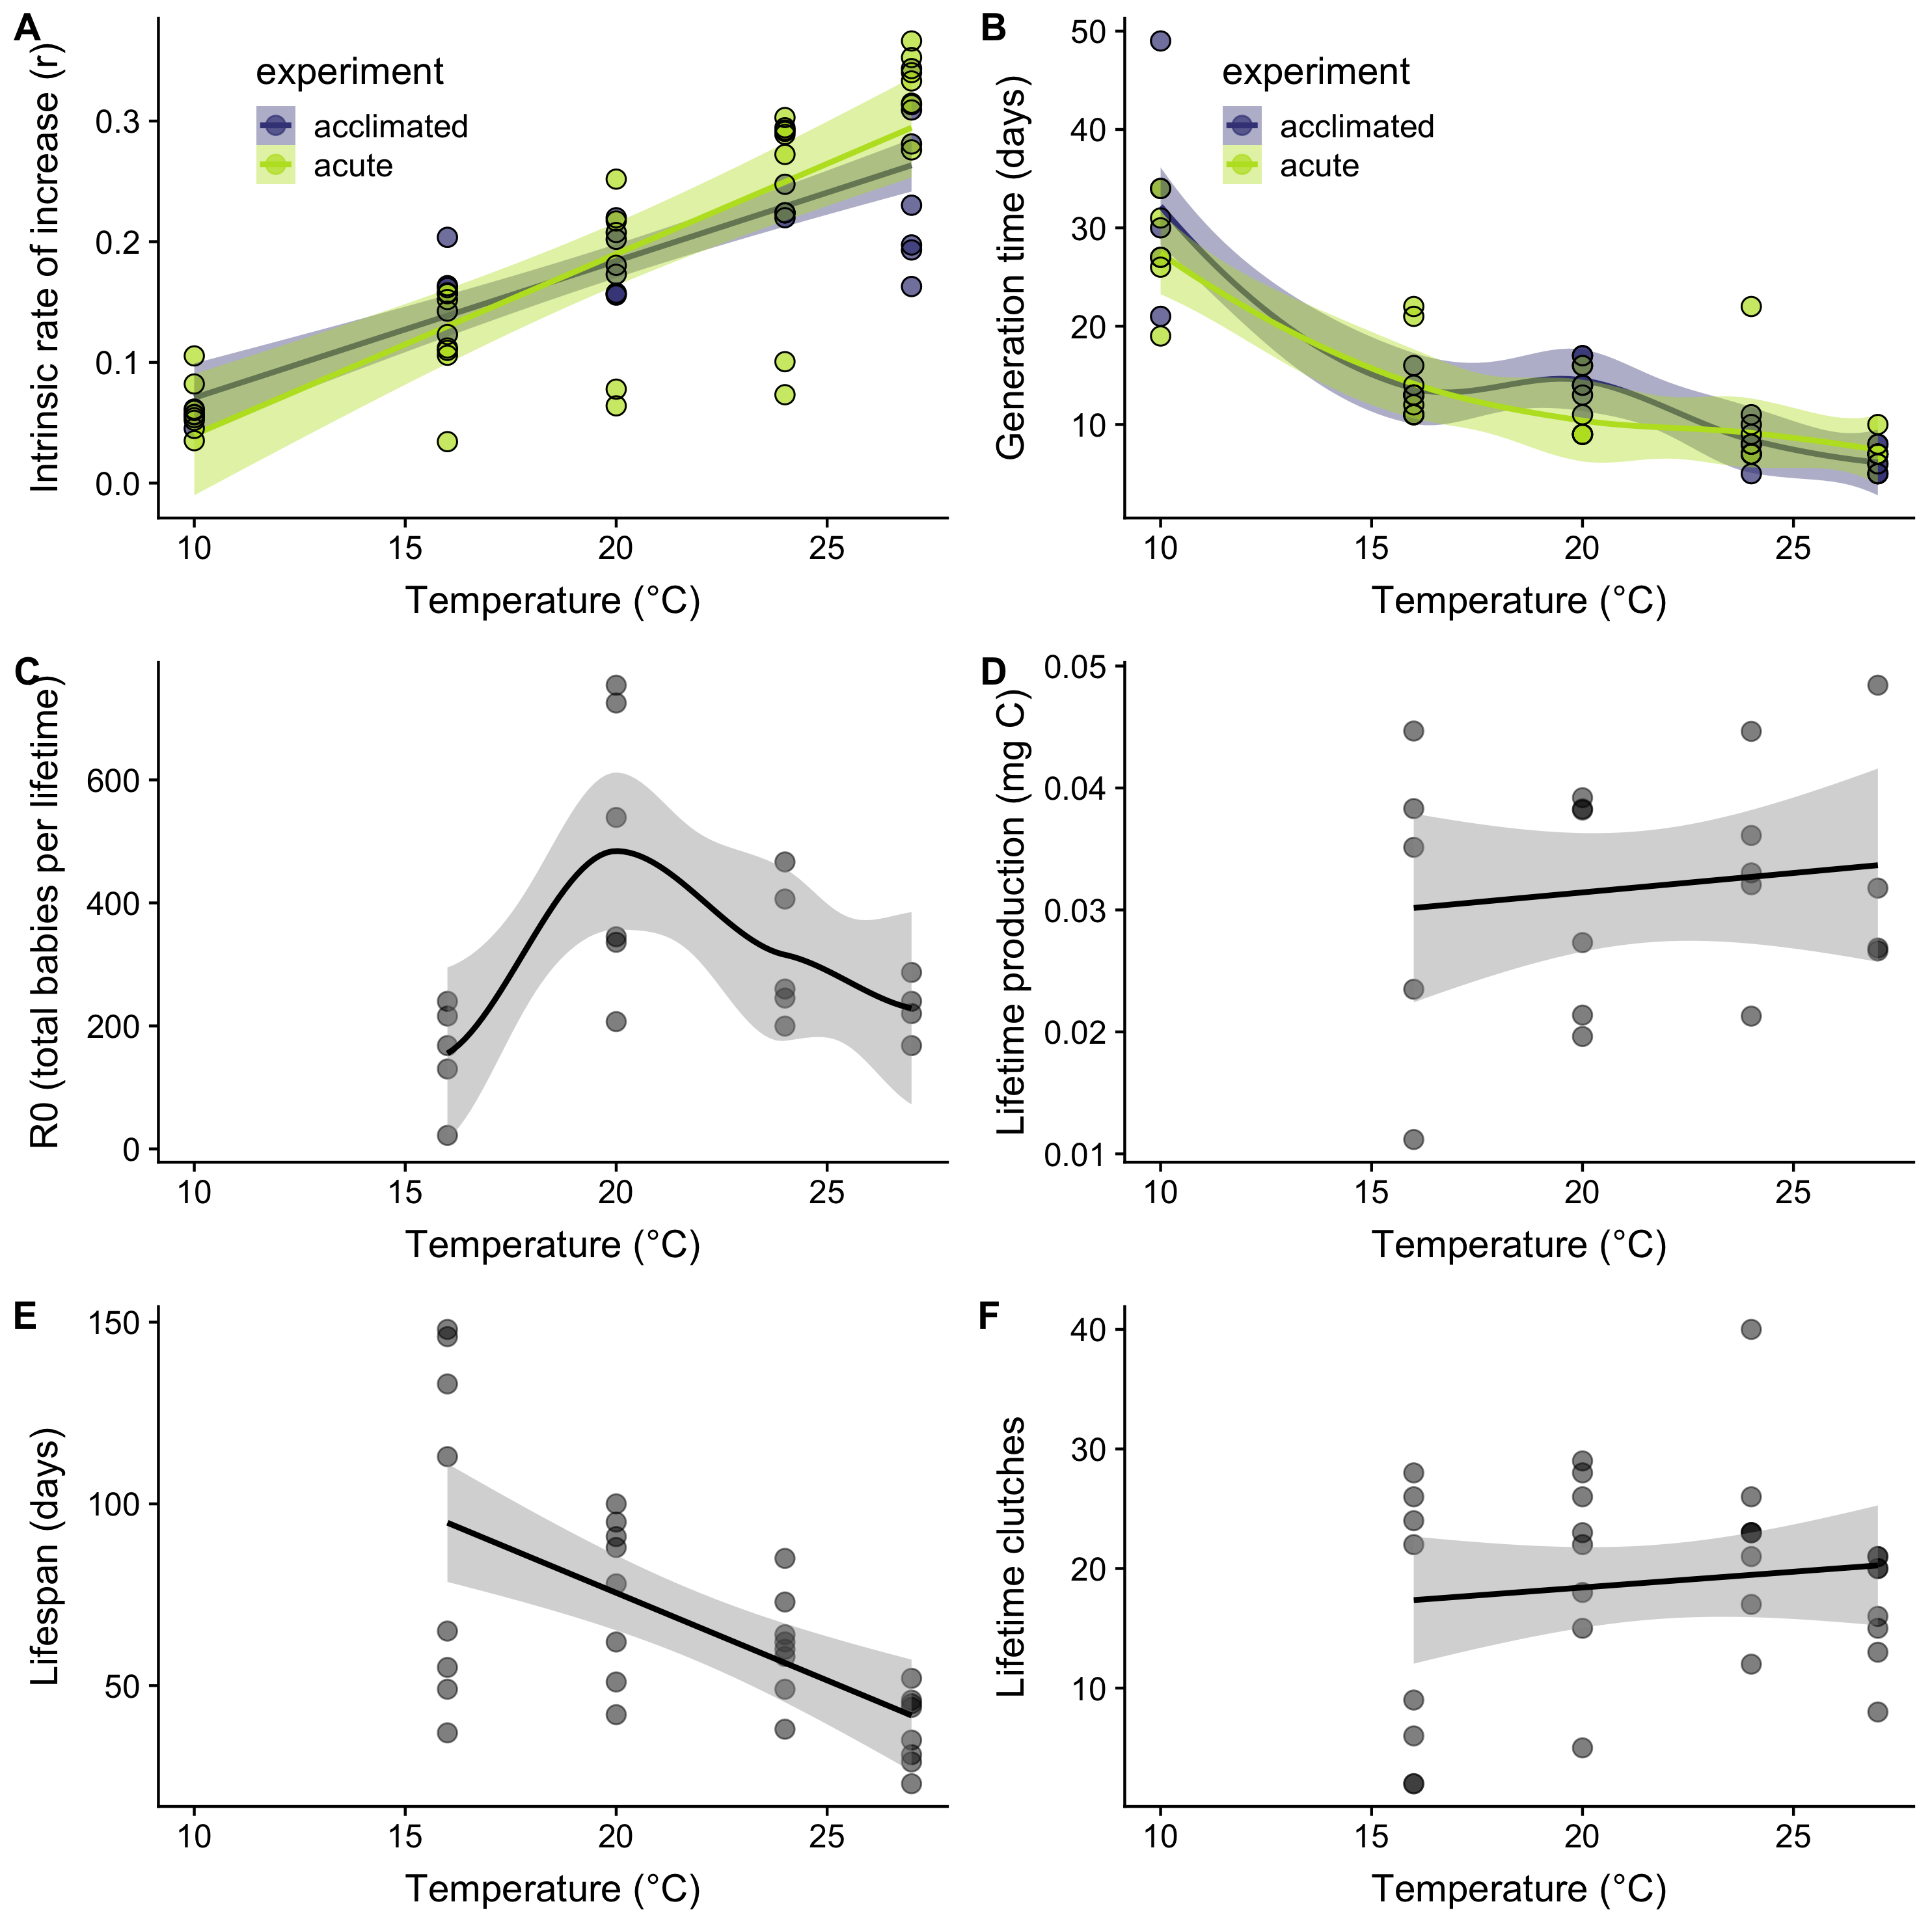 A
Intrinsic rate of increase (r)
0.3
0.2
0.1
0.0
experiment
acclimated
acute
10 15 20 25
Temperature (°C)
B
Generation time (days)
50
40
30
20
10
experiment
acclimated
acute
10 15 20 25
Temperature (°C)
C
R0 (total babies per lifetime)
600
400
200
0
10 15 20 25
Temperature (°C)
D
Lifetime production (mg C)
0.05
0.04
0.03
0.02
0.01
10 15 20 25
Temperature (°C)
E
Lifespan (days)
150
100
50
10 15 20 25
Temperature (°C)
F
Lifetime clutches
40
30
20
10
10 15 20 25
Temperature (°C)